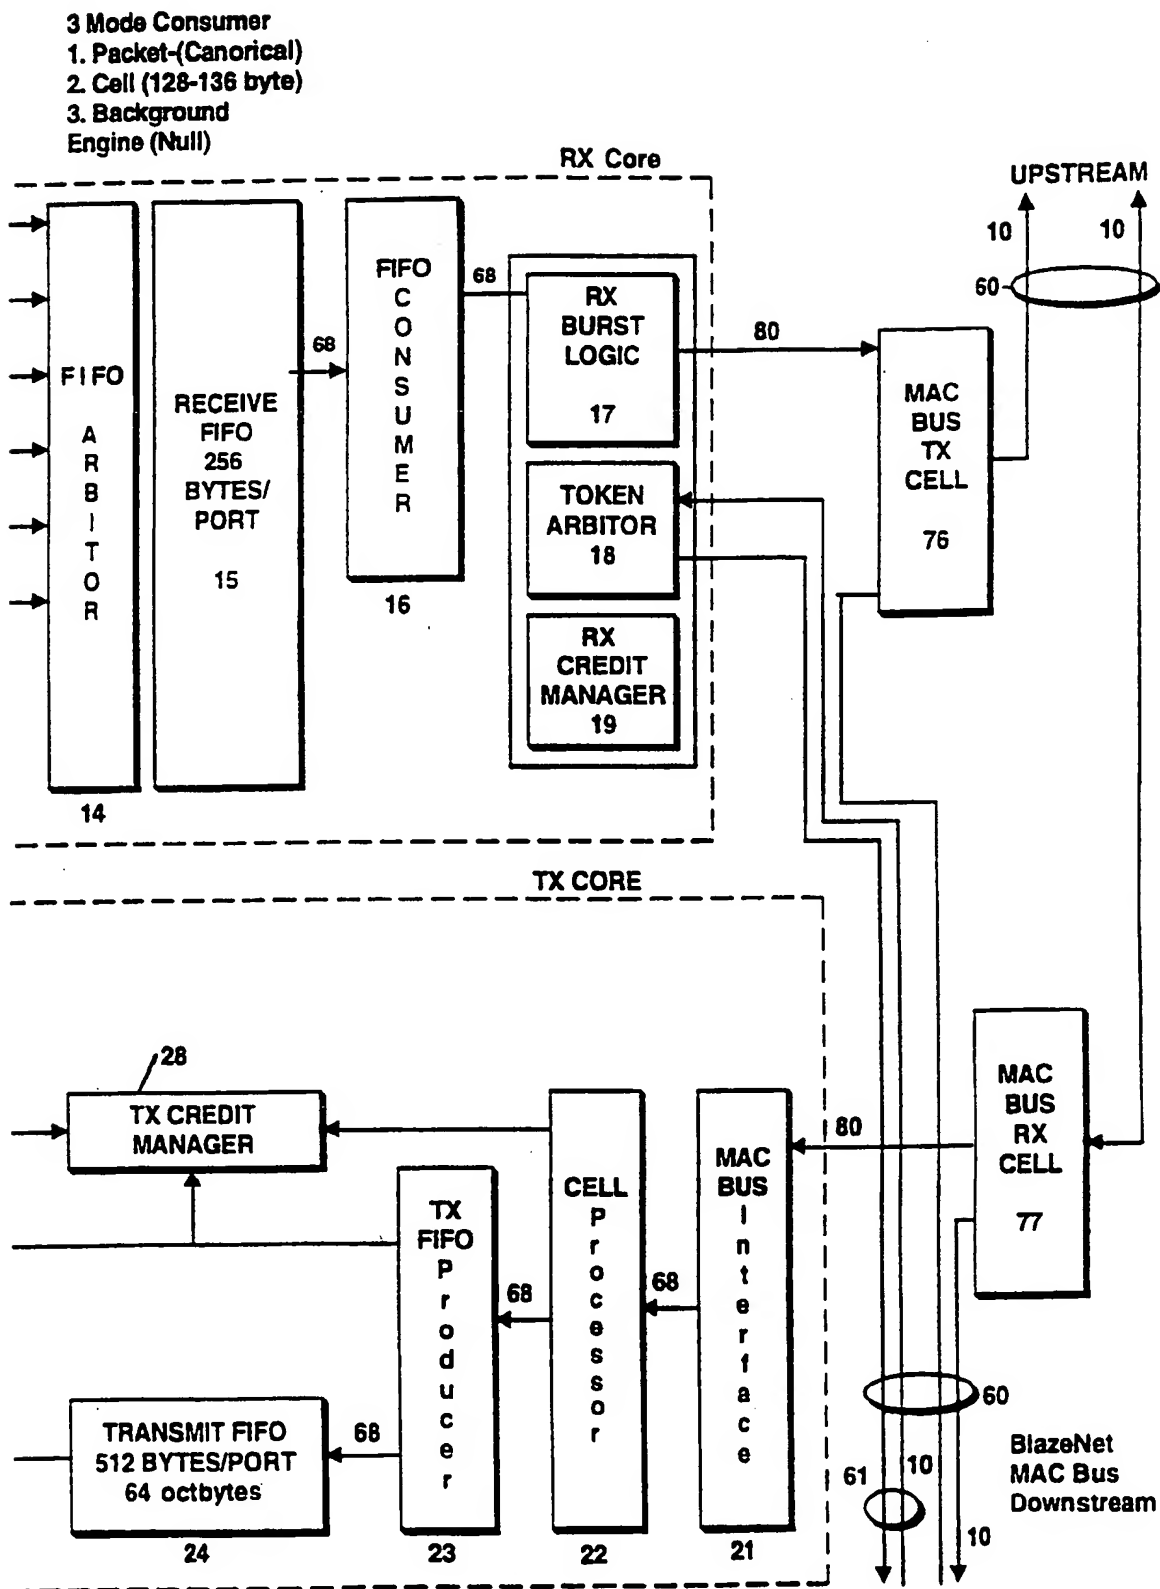 3 Mode Consumer
1. Packet-(Canorical)
2. Cell (128-136 byte)
3. Background
Engine (Null)
RX Core
UPSTREAM
10
10
60
FIFO
ARBITOR
14
RECEIVE
FIFO
256
BYTES/
PORT
15
68
FIFO
CONSUMER
16
68
RX
BURST
LOGIC
17
TOKEN
ARBITOR
18
RX
CREDIT
MANAGER
19
80
MAC
BUS
TX
CELL
76
TX CORE
28
TX CREDIT
MANAGER
TX
FIFO
Producer
23
68
CELL
Processor
22
68
MAC
BUS
Interface
21
80
MAC
BUS
RX
CELL
77
TRANSMIT FIFO
512 BYTES/PORT
64 octbytes
24
68
60
61
10
10
BlazeNet
MAC Bus
Downstream